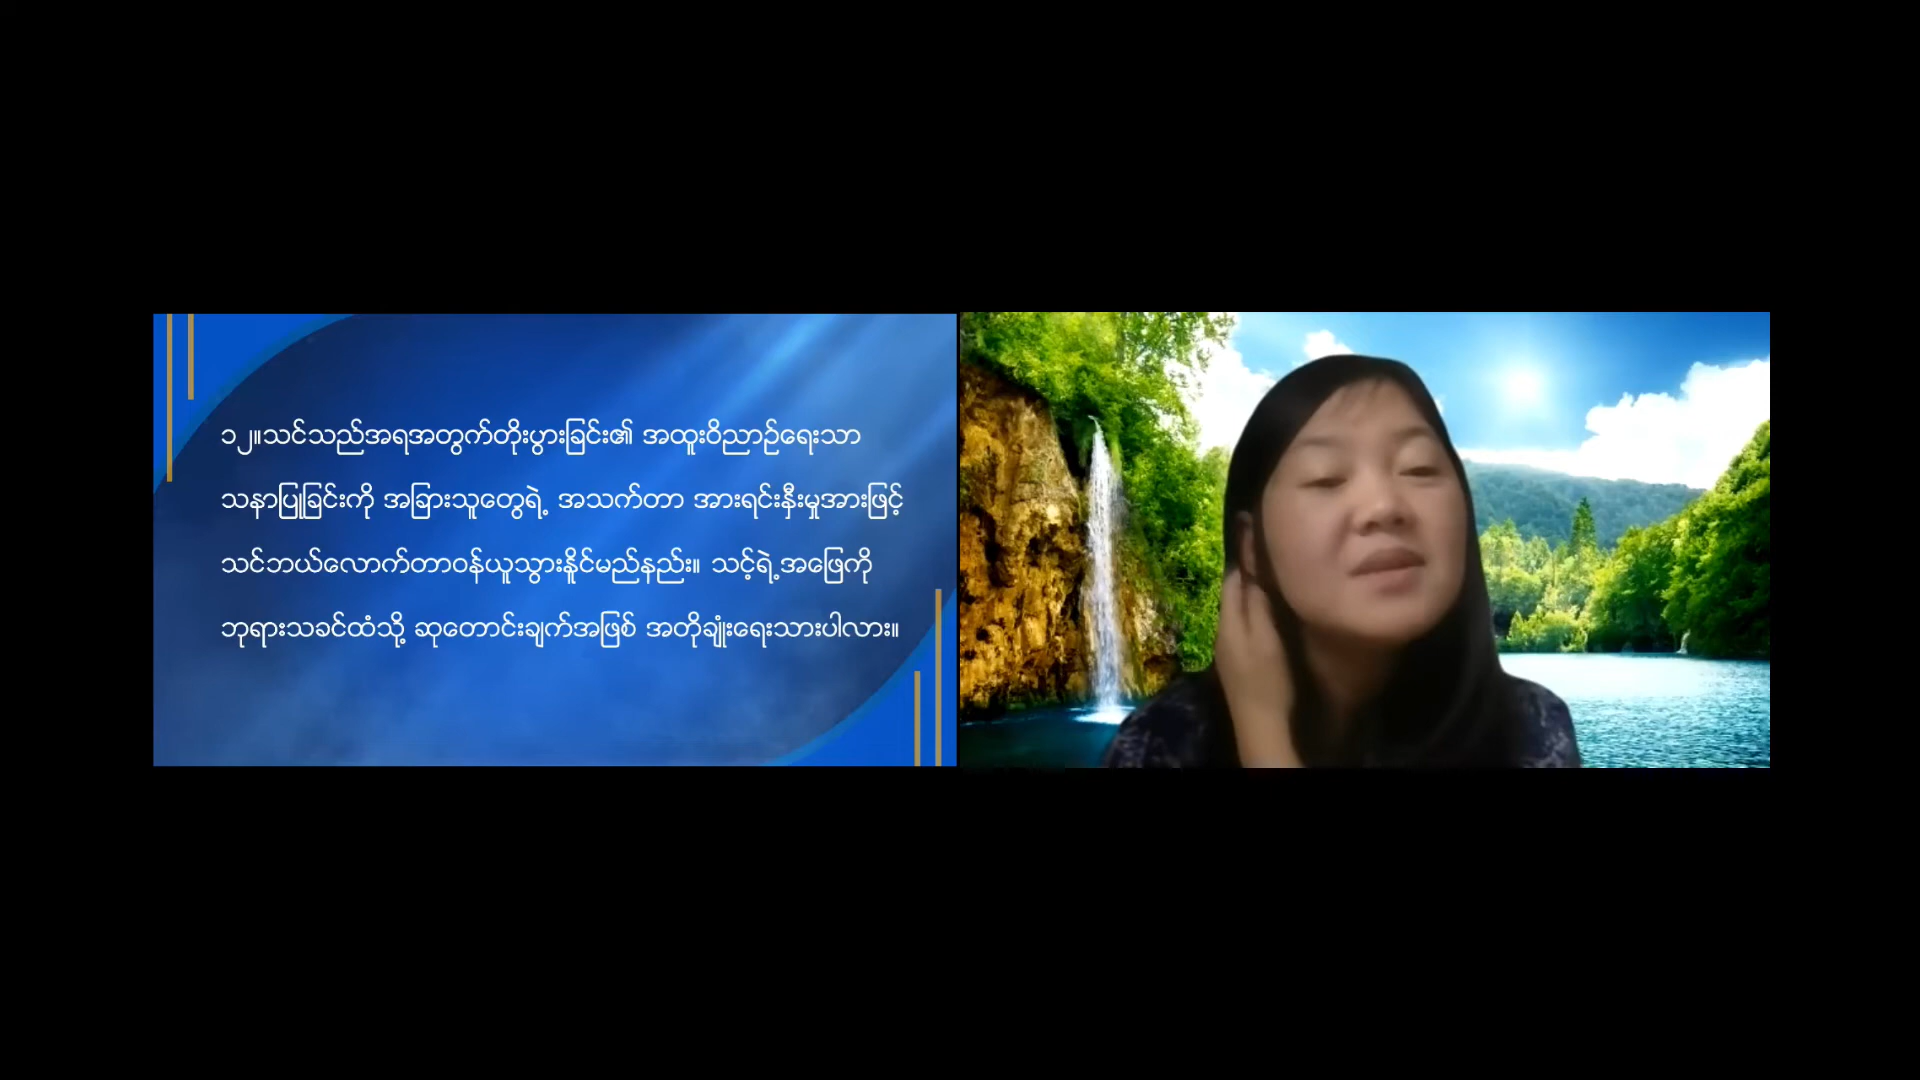 ၁၂။သင်သည်အရအတွက်တိုးပွားခြင်း၏ အထူးဝိညာဉ်ရေးသာ
သနာပြုခြင်းကို အခြားသူတွေရဲ့ အသက်တာ အားရင်းနှီးမှုအားဖြင့်
သင်ဘယ်လောက်တာဝန်ယူသွားနိူင်မည်နည်း။ သင့်ရဲ့အဖြေကို
ဘုရားသခင်ထံသို့ ဆုတောင်းချက်အဖြစ် အတိုချုံးရေးသားပါလား။